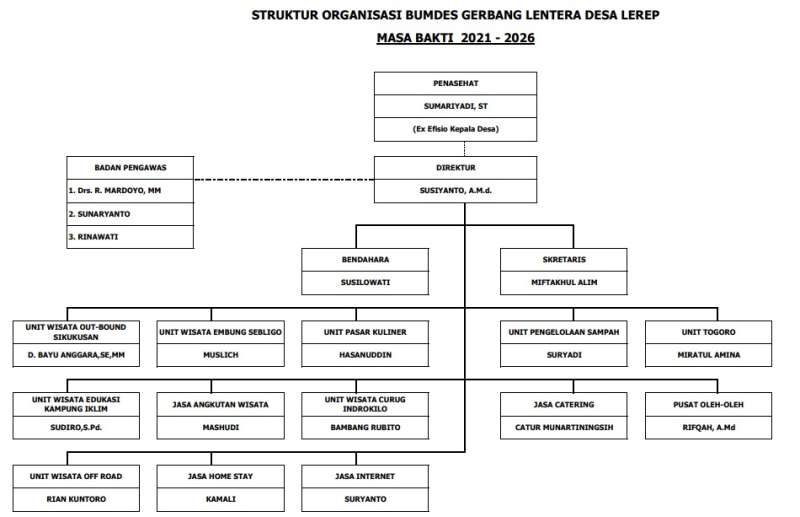 STRUKTUR ORGANISASI BUMDES GERBANG LENTERA DESA LEREP
MASA BAKTI 2021 - 2026
PENASEHAT
SUMARIYADI, ST
(Ex Efisio Kepala Desa)
BADAN PENGAWAS
1. Drs. R. MARDOYO, MM
2. SUNARYANTO
3. RINAWATI
DIREKTUR
SUSIYANTO, A.M.d.
BENDAHARA
SUSILOWATI
SKRETARIS
MIFTAKHUL ALIM
UNIT WISATA OUT-BOUND
SIKUKUSAN
D. BAYU ANGGARA,SE,MM
UNIT WISATA EMBUNG SEBLIGO
MUSLICH
UNIT PASAR KULINER
HASANUDDIN
UNIT PENGELOLAAN SAMPAH
SURYADI
UNIT TOGORO
MIRATUL AMINA
UNIT WISATA EDUKASI
KAMPUNG IKLIM
SUDIRO,S.Pd.
JASA ANGKUTAN WISATA
MASHUDI
UNIT WISATA CURUG
INDROKILO
BAMBANG RUBITO
JASA CATERING
CATUR MUNARTININGSIH
PUSAT OLEH-OLEH
RIFQAH, A.Md
UNIT WISATA OFF ROAD
RIAN KUNTORO
JASA HOME STAY
KAMALI
JASA INTERNET
SURYANTO